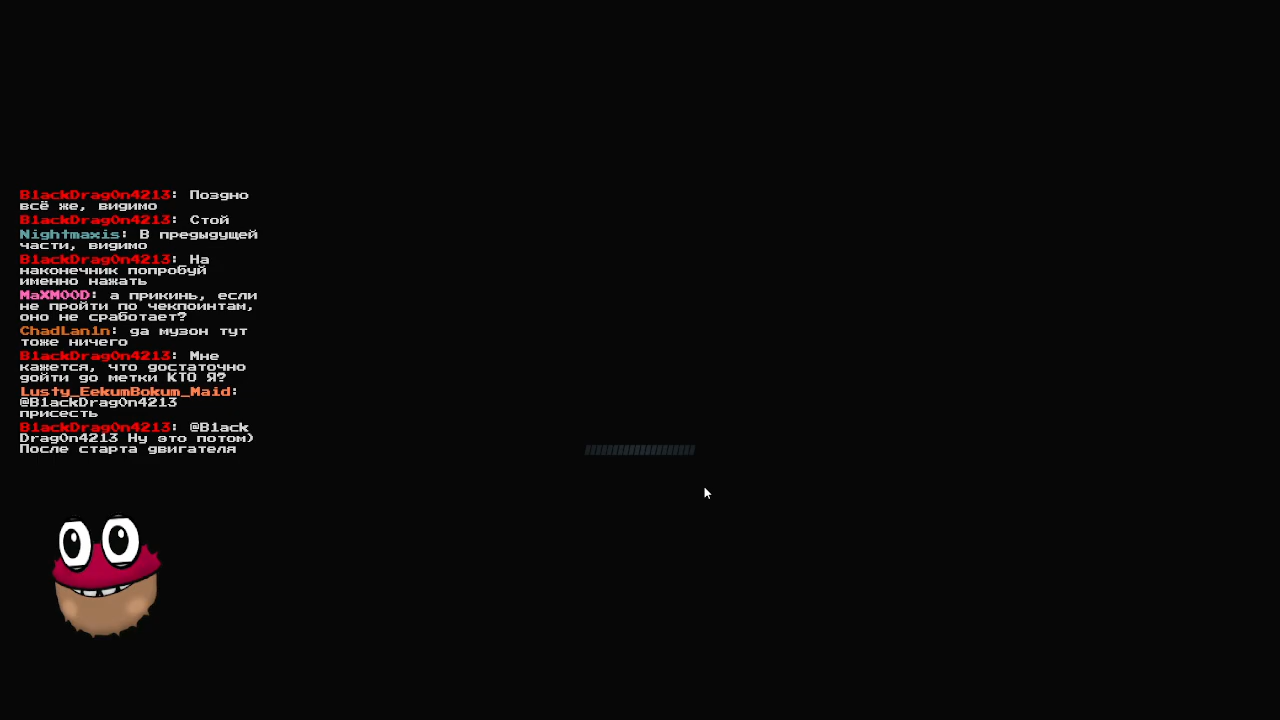 BlackDrag0n4213: Поздно
всё же, видимо
BlackDrag0n4213: Стой
Nightmaxis: В предыдущей
части, видимо
BlackDrag0n4213: На
наконечник попробуй
именно нажать
MaXMOOD: а прикинь, если
не пройти по чекпоинтам,
оно не сработает?
ChadLan1n: да музон тут
тоже ничего
BlackDrag0n4213: Мне
кажется, что достаточно
дойти до метки КТО Я?
Lusty_EekumBokum_Maid:
@BlackDrag0n4213
присесть
BlackDrag0n4213: @Black
Drag0n4213 Ну это потом)
После старта двигателя